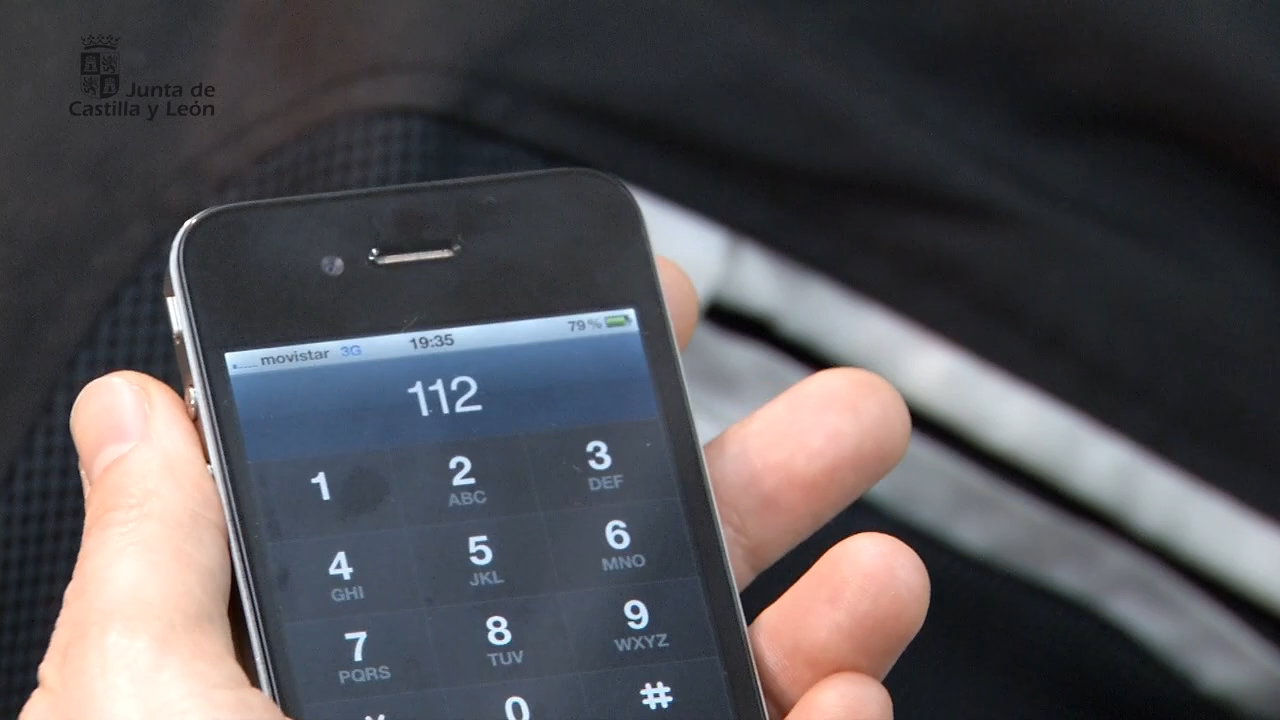 Junta de
Castilla y León
movistar 3G 19:35 79%
112
1 2 3
ABC DEF
4 5 6
GHI JKL MNO
7 8 9
PQRS TUV WXYZ
0 #